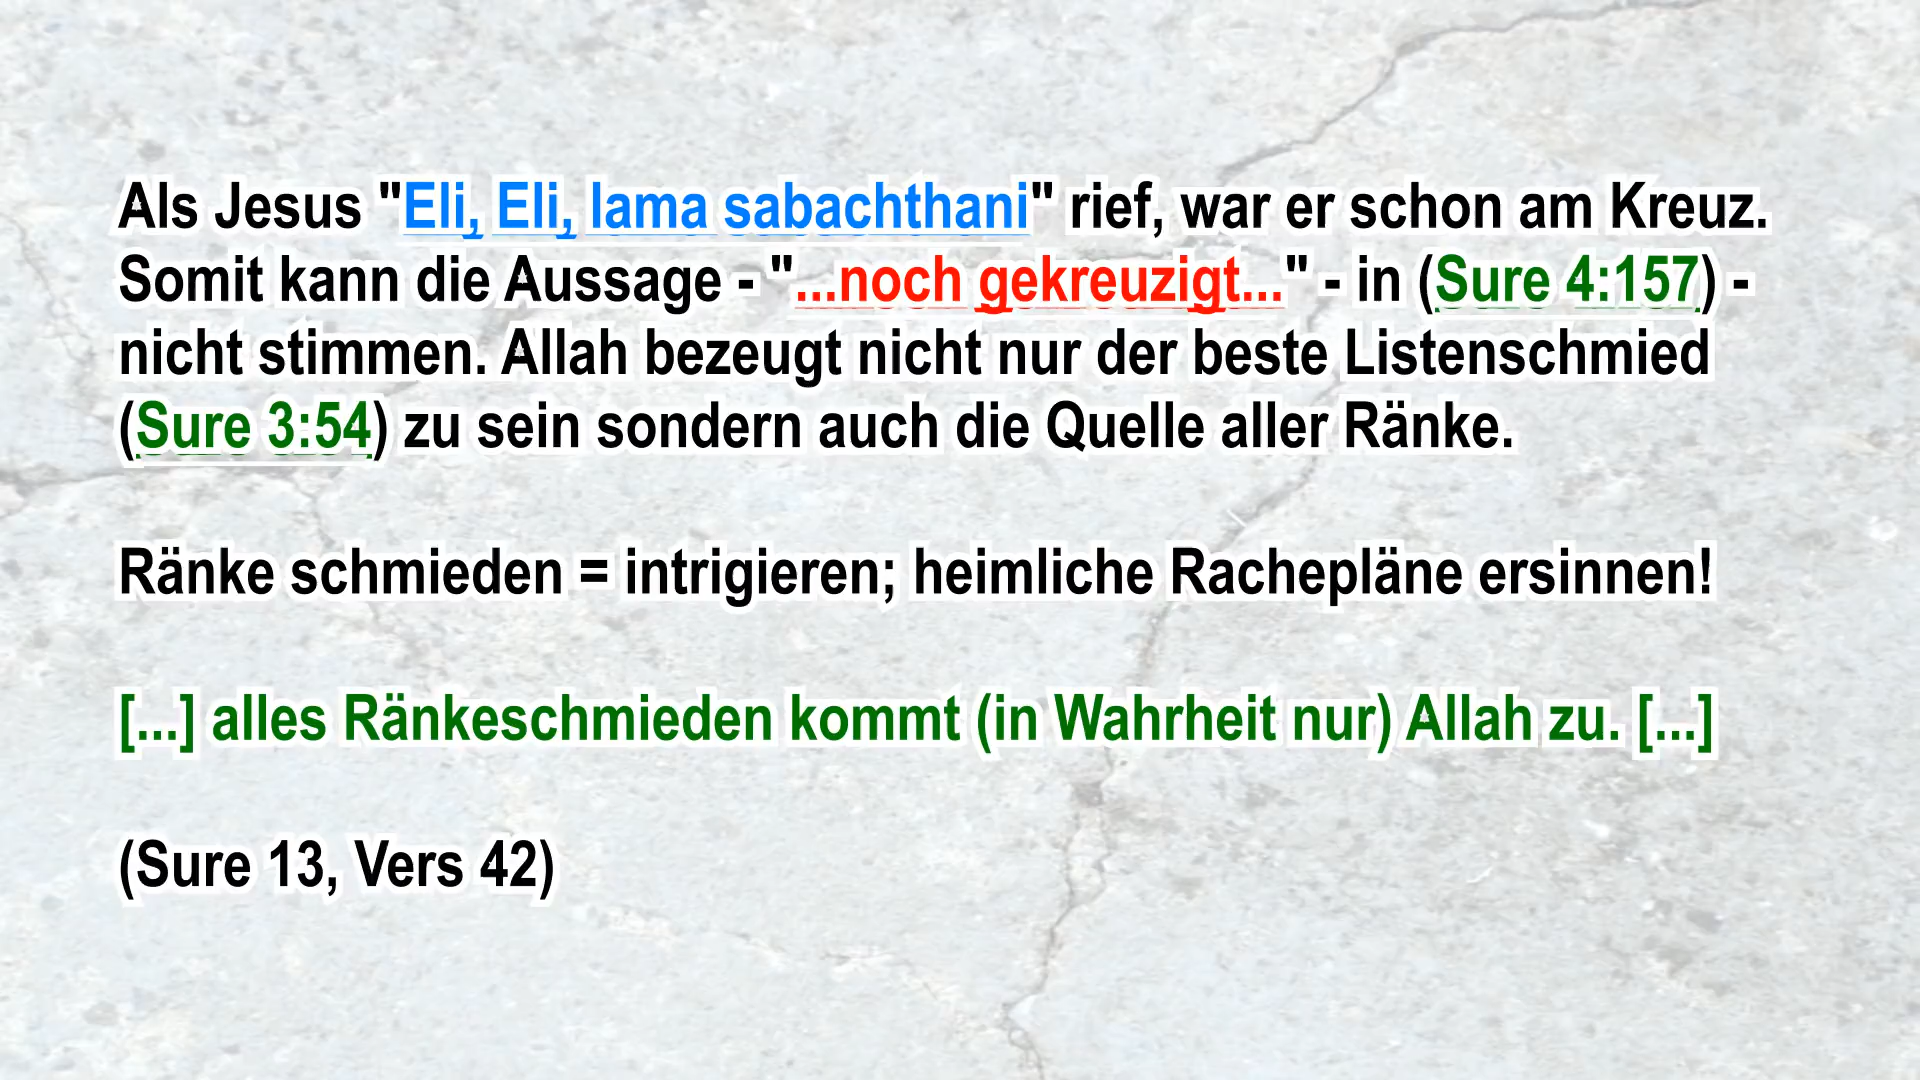 Als Jesus "Eli, Eli, lama sabachthani" rief, war er schon am Kreuz.
Somit kann die Aussage - "...noch gekreuzigt..." - in (Sure 4:157) -
nicht stimmen. Allah bezeugt nicht nur der beste Listenschmied
(Sure 3:54) zu sein sondern auch die Quelle aller Ränke.
Ränke schmieden = intrigieren; heimliche Rachepläne ersinnen!
[...] alles Ränkeschmieden kommt (in Wahrheit nur) Allah zu. [...]
(Sure 13, Vers 42)